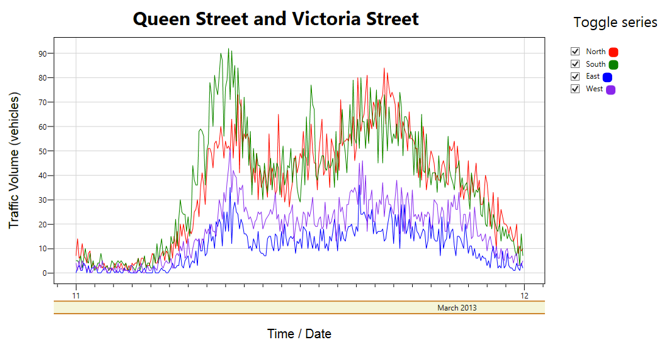 Queen Street and Victoria Street
Toggle series
North
South
East
West
Traffic Volume (vehicles)
90
80
70
60
50
40
30
20
10
0
11
12
March 2013
Time / Date